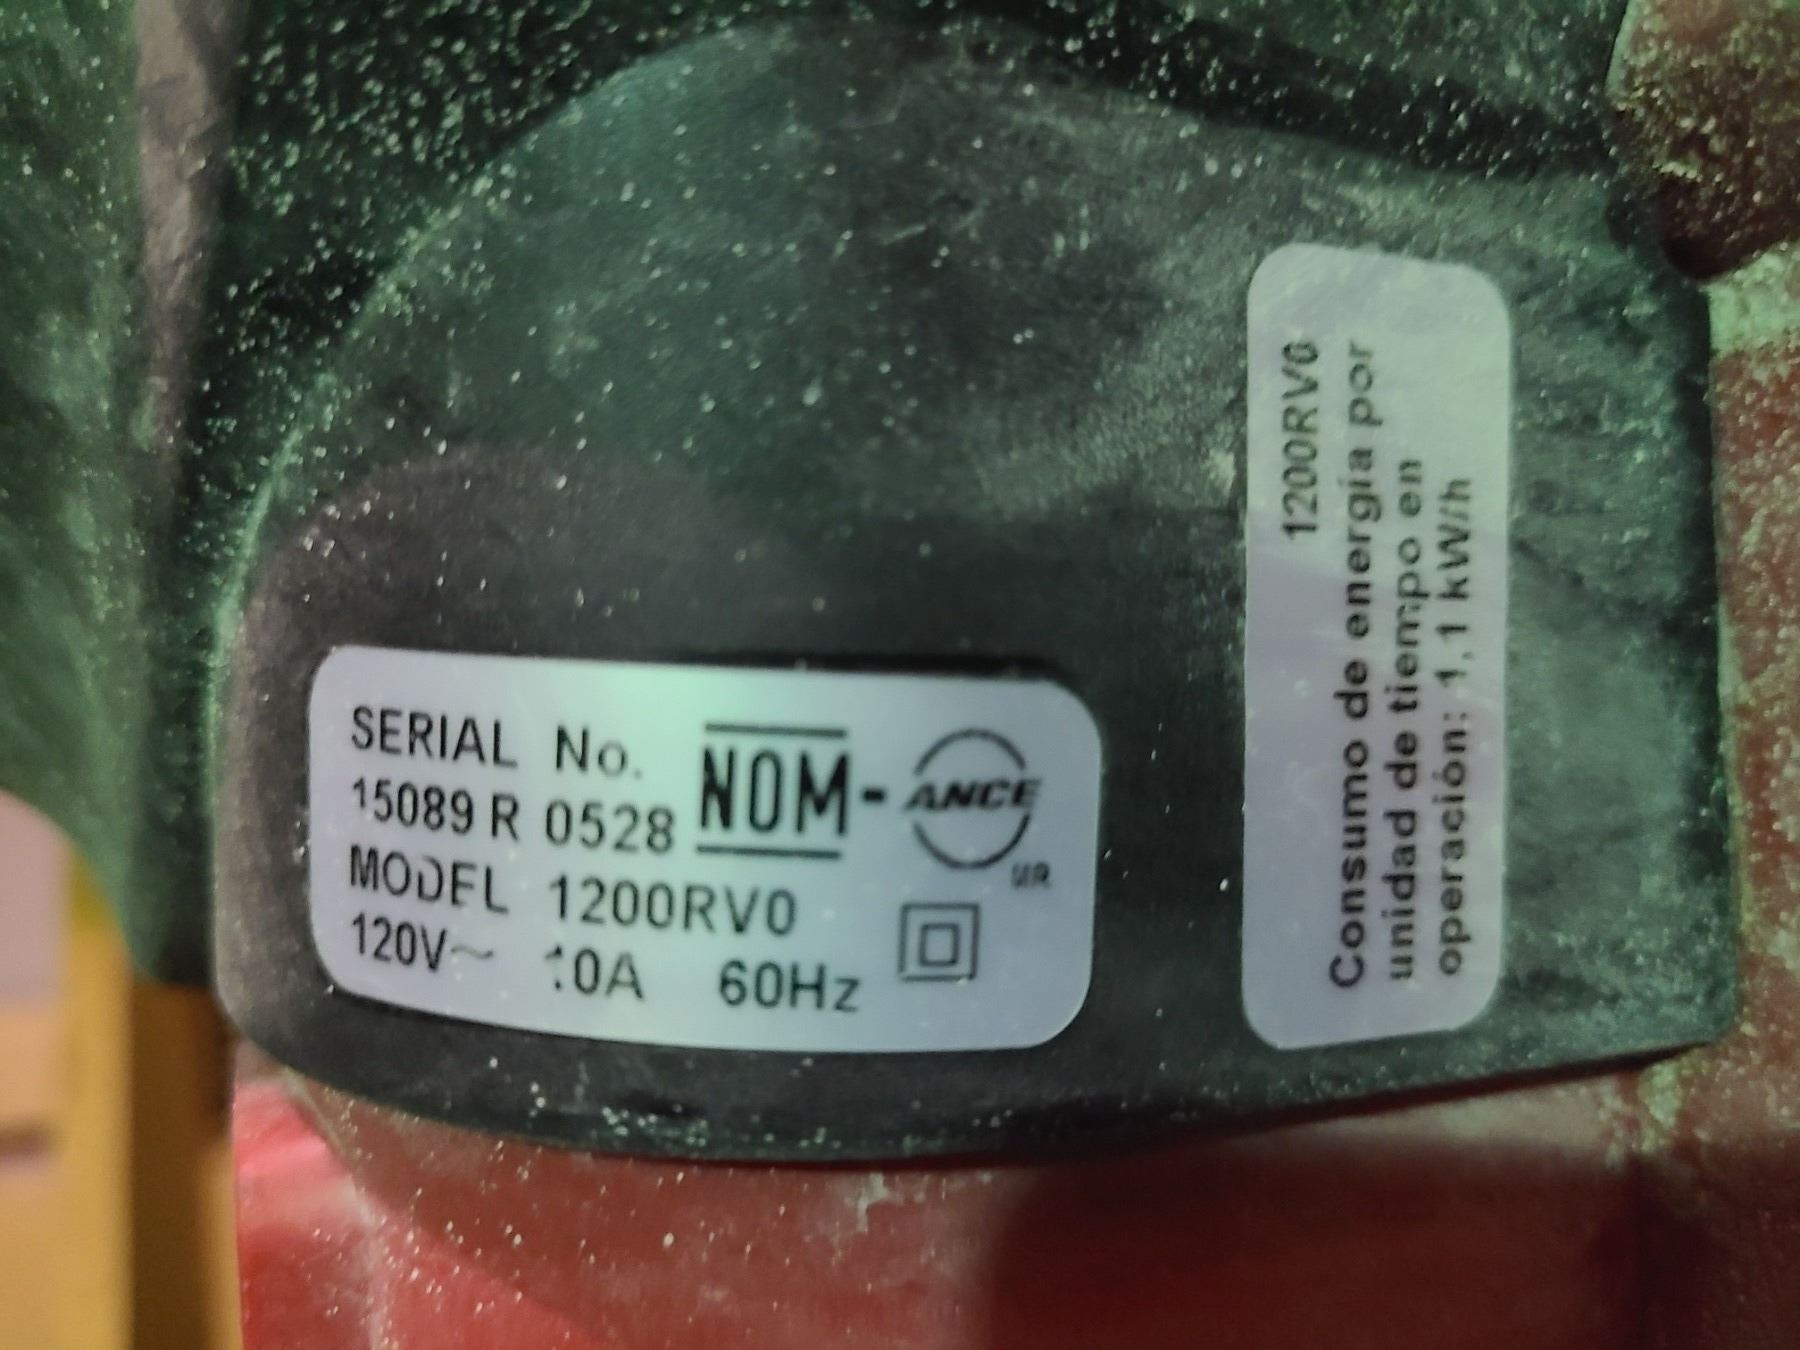 SERIAL No.
15089 R 0528
MODEL 1200RV0
120V~ 10A 60Hz
NOM-ANCE
UR
1200RV0
Consumo de energía por
unidad de tiempo en
operación: 1,1 kW/h